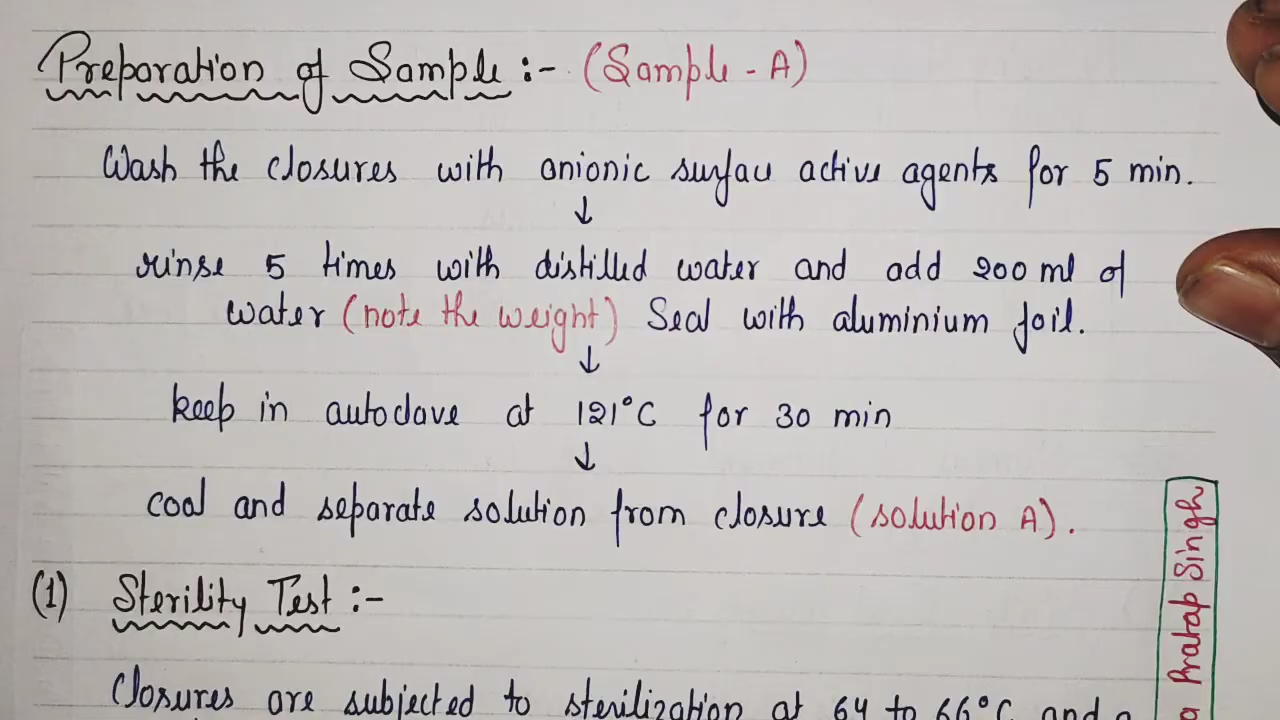 Preparation of Sample :- (Sample - A)
Wash the closures with anionic surface active agents for 5 min.
↓
rinse 5 times with distilled water and add 200 ml of
water (note the weight) Seal with aluminium foil.
↓
keep in autoclave at 121°C for 30 min
↓
cool and separate solution from closure (solution A).
(1) Sterility Test :-
Closures are subjected to sterilization at 64 to 66°C and a
Pratap Singh